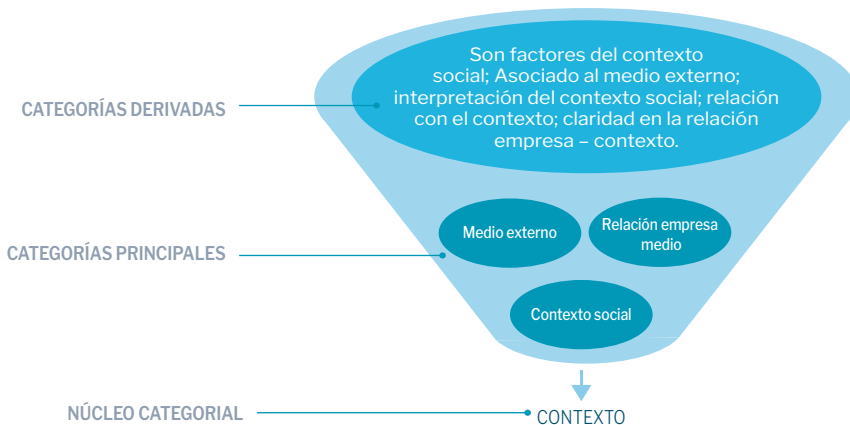 Son factores del contexto
social; Asociado al medio externo;
interpretación del contexto social; relación
con el contexto; claridad en la relación
empresa – contexto.
CATEGORÍAS DERIVADAS
Medio externo
Relación empresa
medio
CATEGORÍAS PRINCIPALES
Contexto social
NÚCLEO CATEGORIAL
CONTEXTO